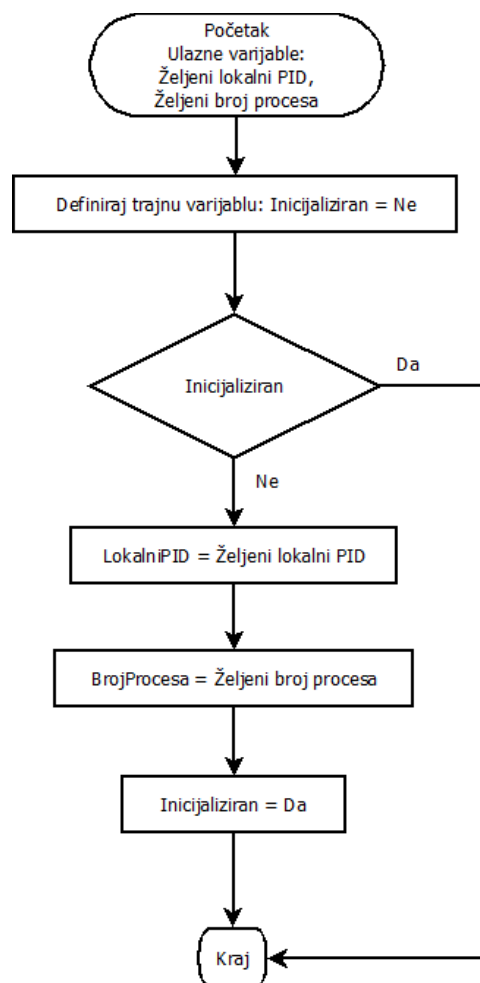 Početak
Ulazne varijable:
Željeni lokalni PID,
Željeni broj procesa
Definiraj trajnu varijablu: Inicijaliziran = Ne
Inicijaliziran
Da
Ne
LokalniPID = Željeni lokalni PID
BrojProcesa = Željeni broj procesa
Inicijaliziran = Da
Kraj